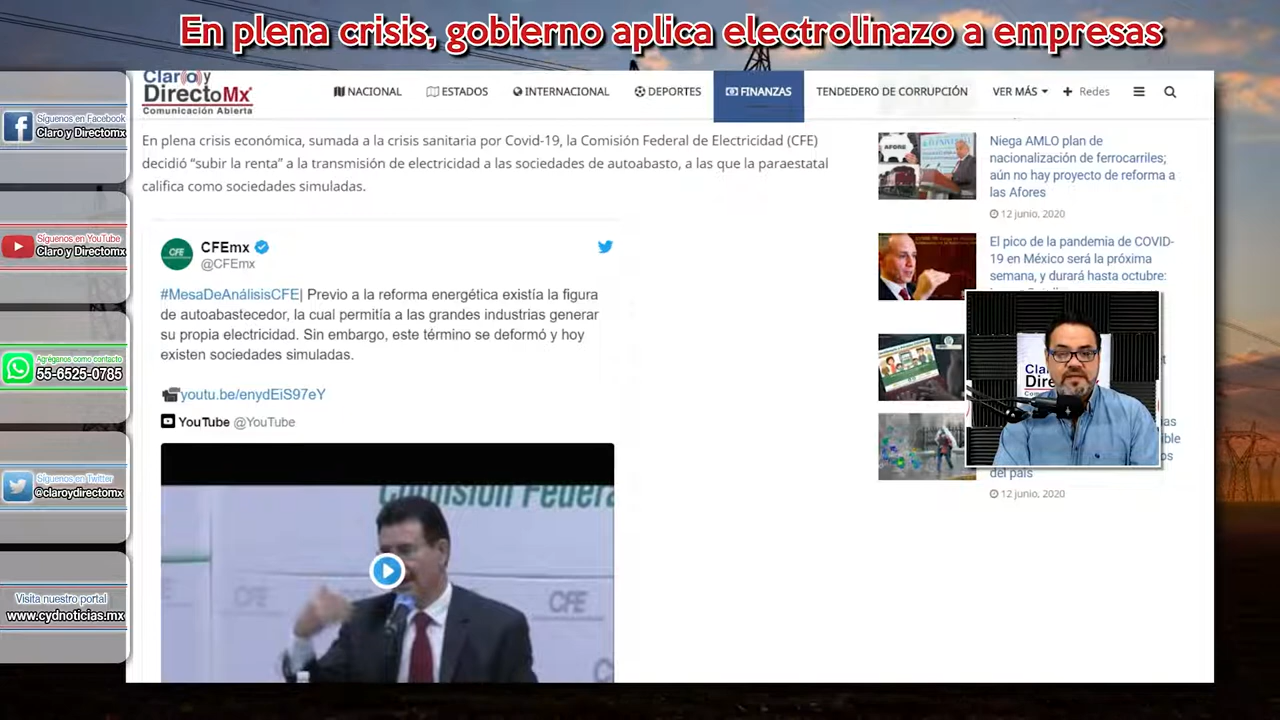 En plena crisis, gobierno aplica electrolinazo a empresas
Claro y
DirectoMx
Comunicación Abierta
NACIONAL
ESTADOS
INTERNACIONAL
DEPORTES
FINANZAS
TENDEDERO DE CORRUPCIÓN
VER MÁS
Redes
Síguenos en Facebook
Claro y Directomx
Síguenos en YouTube
Claro y Directomx
Agréganos como contacto
55-6525-0785
Síguenos en Twitter
@claroydirectomx
Visita nuestro portal
www.cydnoticias.mx
En plena crisis económica, sumada a la crisis sanitaria por Covid-19, la Comisión Federal de Electricidad (CFE)
decidió “subir la renta” a la transmisión de electricidad a las sociedades de autoabasto, a las que la paraestatal
califica como sociedades simuladas.
CFEmx
@CFEmx
#MesaDeAnálisisCFE| Previo a la reforma energética existía la figura
de autoabastecedor, la cual permitía a las grandes industrias generar
su propia electricidad. Sin embargo, este término se deformó y hoy
existen sociedades simuladas.
youtu.be/enydEiS97eY
YouTube @YouTube
Comisión Federa
CFE
CFE
Niega AMLO plan de
nacionalización de ferrocarriles;
aún no hay proyecto de reforma a
las Afores
12 junio, 2020
El pico de la pandemia de COVID-
19 en México será la próxima
semana, y durará hasta octubre:
del país
12 junio, 2020
AFORE